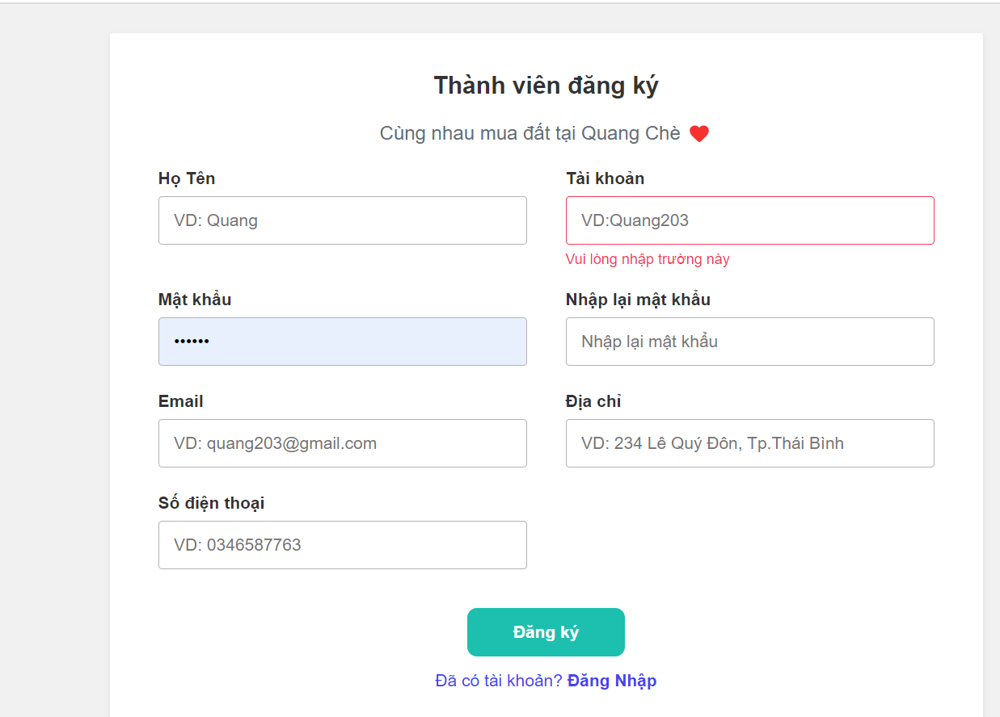 Thành viên đăng ký
Cùng nhau mua đất tại Quang Chè ❤
Họ Tên
Tài khoản
VD: Quang
VD:Quang203
Vui lòng nhập trường này
Mật khẩu
Nhập lại mật khẩu
••••••
Nhập lại mật khẩu
Email
Địa chỉ
VD: quang203@gmail.com
VD: 234 Lê Quý Đôn, Tp.Thái Bình
Số điện thoại
VD: 0346587763
Đăng ký
Đã có tài khoản? Đăng Nhập